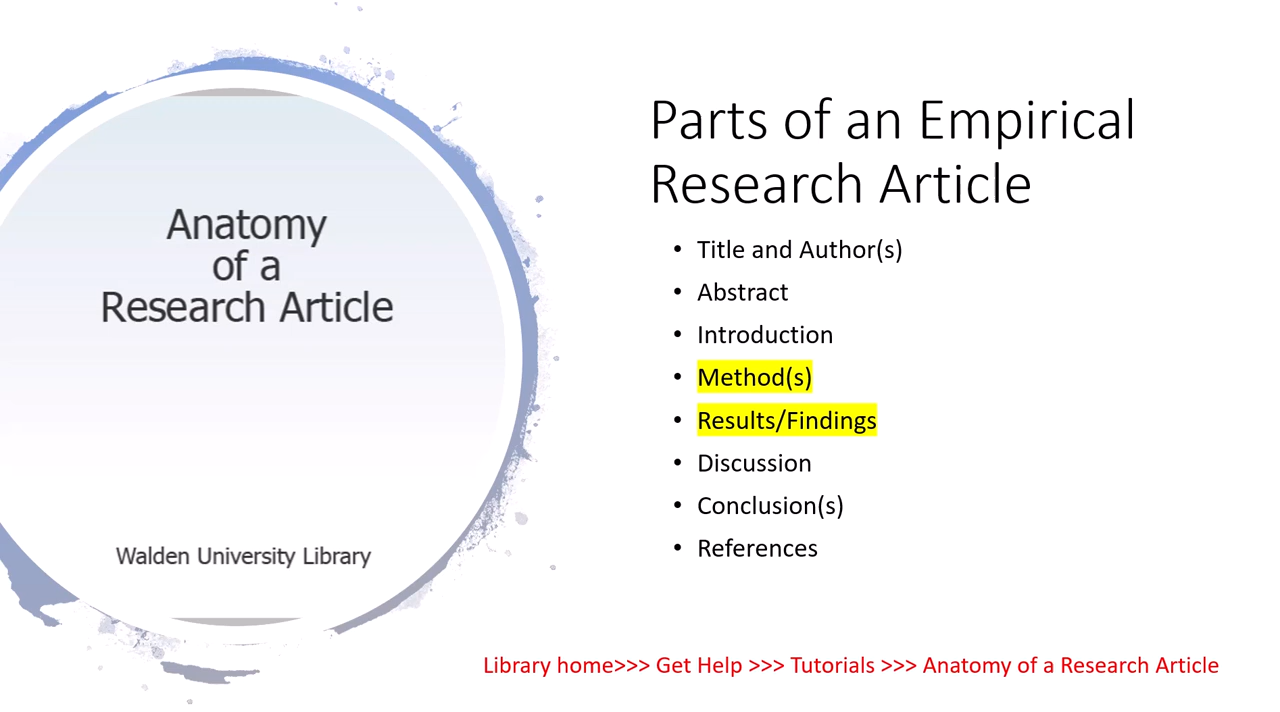 Anatomy
of a
Research Article
Walden University Library
Parts of an Empirical
Research Article
• Title and Author(s)
• Abstract
• Introduction
• Method(s)
• Results/Findings
• Discussion
• Conclusion(s)
• References
Library home>>> Get Help >>> Tutorials >>> Anatomy of a Research Article